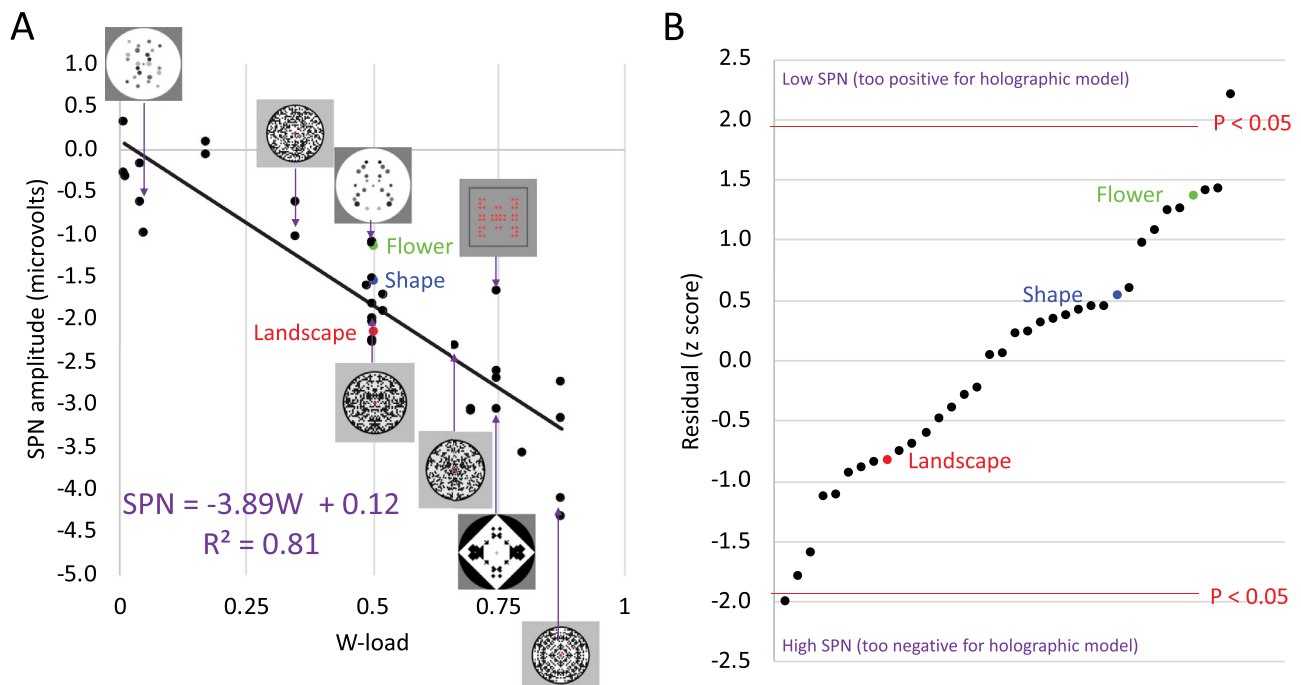 A
SPN amplitude (microvolts)
1.0
0.5
0.0
-0.5
-1.0
-1.5
-2.0
-2.5
-3.0
-3.5
-4.0
-4.5
-5.0
Flower
Shape
Landscape
SPN = -3.89W + 0.12
R² = 0.81
0
0.25
0.5
0.75
1
W-load
B
Residual (z score)
2.5
2.0
1.5
1.0
0.5
0.0
-0.5
-1.0
-1.5
-2.0
-2.5
Low SPN (too positive for holographic model)
P < 0.05
Flower
Shape
Landscape
P < 0.05
High SPN (too negative for holographic model)